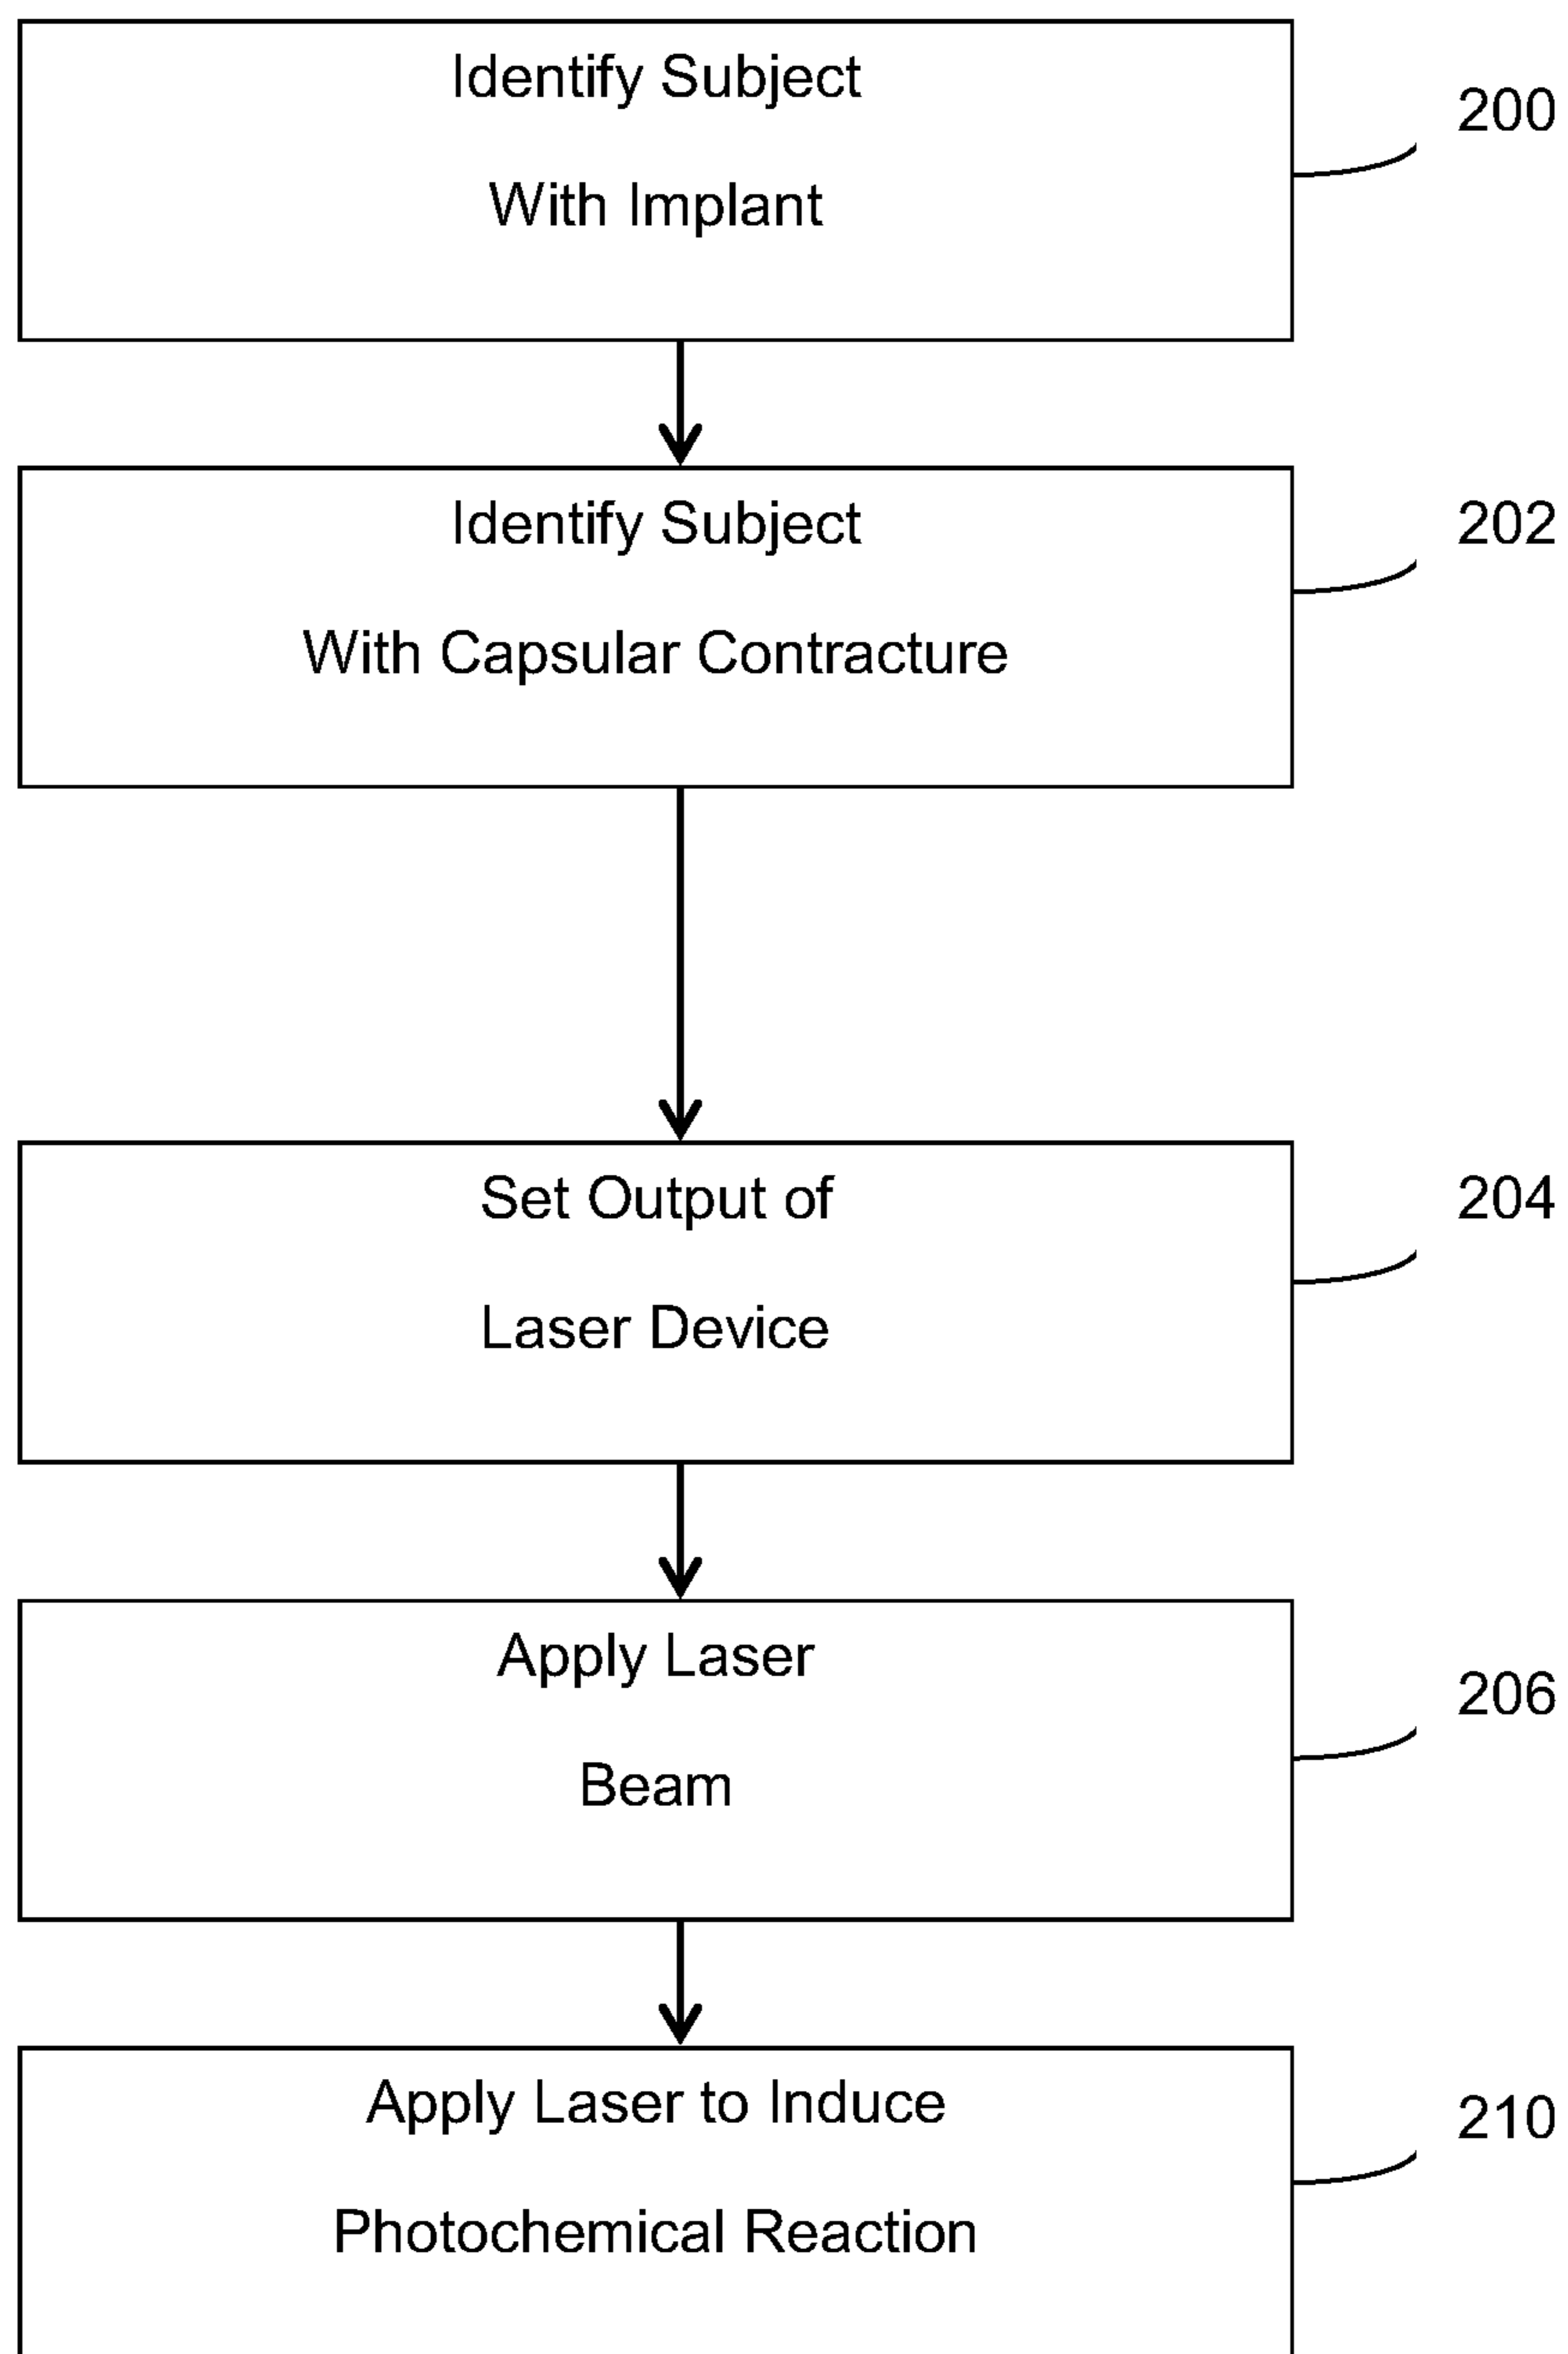 Identify Subject
With Implant
200
Identify Subject
With Capsular Contracture
202
Set Output of
Laser Device
204
Apply Laser
Beam
206
Apply Laser to Induce
Photochemical Reaction
210